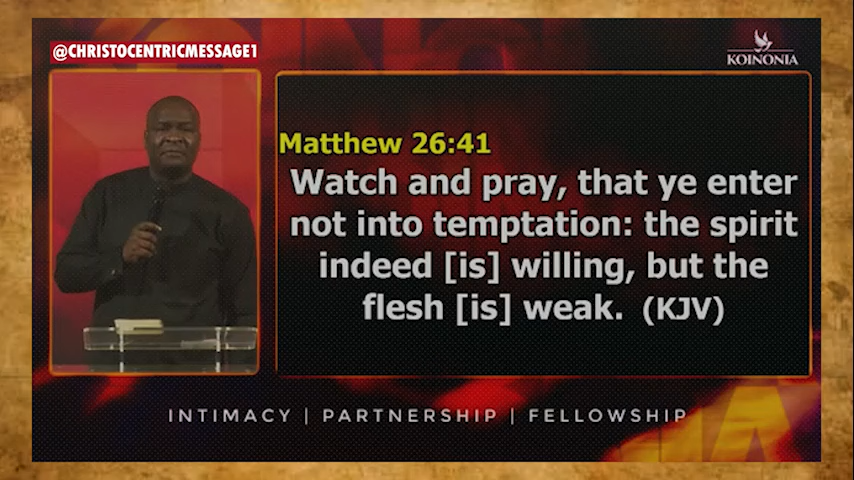 @CHRISTOCENTRICMESSAGE1
KOINONIA
Matthew 26:41
Watch and pray, that ye enter
not into temptation: the spirit
indeed [is] willing, but the
flesh [is] weak. (KJV)
INTIMACY | PARTNERSHIP | FELLOWSHIP